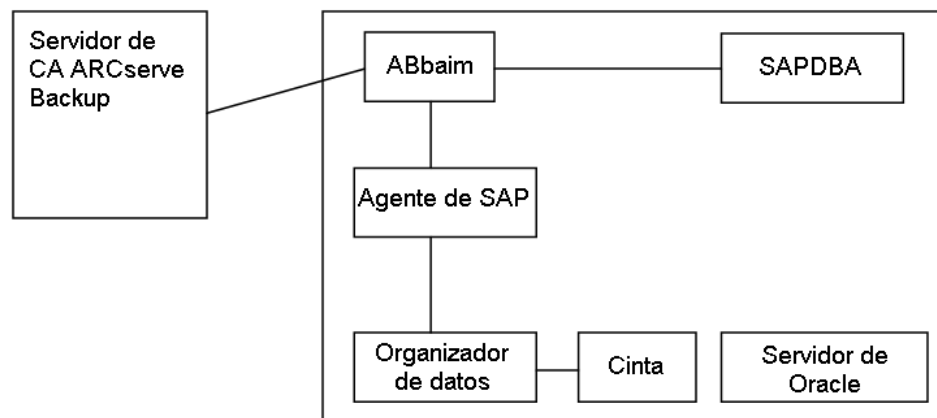 Servidor de
CA ARCserve
Backup
ABbaim
SAPDBA
Agente de SAP
Organizador
de datos
Cinta
Servidor de
Oracle